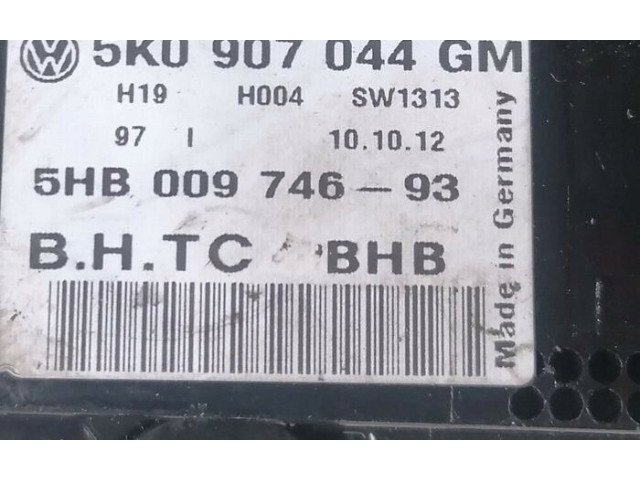 5K0 907 044 GM
H19 H004 SW1313
97 I 10.10.12
5HB 009 746-93
B.H.TC BHB
Made in Germany